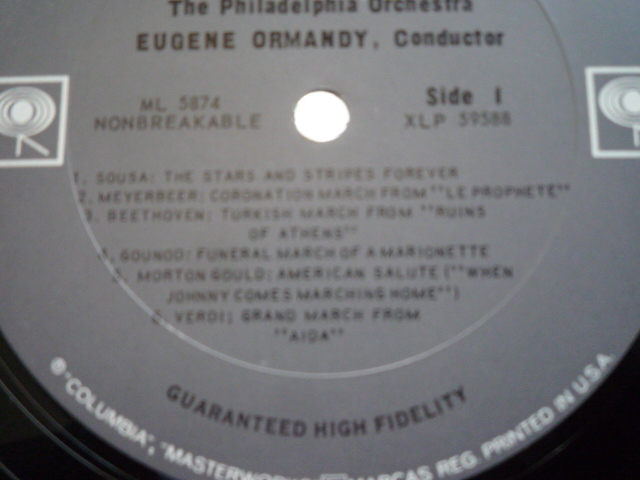 The Philadelphia Orchestra
EUGENE ORMANDY, Conductor
ML 5874
NONBREAKABLE
Side 1
XLP 59588
1. SOUSA: THE STARS AND STRIPES FOREVER
2. MEYERBEER: CORONATION MARCH FROM "LE PROPHETE"
3. BEETHOVEN: TURKISH MARCH FROM "RUINS
OF ATHENS"
4. GOUNOD: FUNERAL MARCH OF A MARIONETTE
5. MORTON GOULD: AMERICAN SALUTE ("WHEN
JOHNNY COMES MARCHING HOME")
6. VERDI: GRAND MARCH FROM
"AIDA"
GUARANTEED HIGH FIDELITY
® "COLUMBIA", "MASTERWORKS" MARCAS REG. PRINTED IN U.S.A.